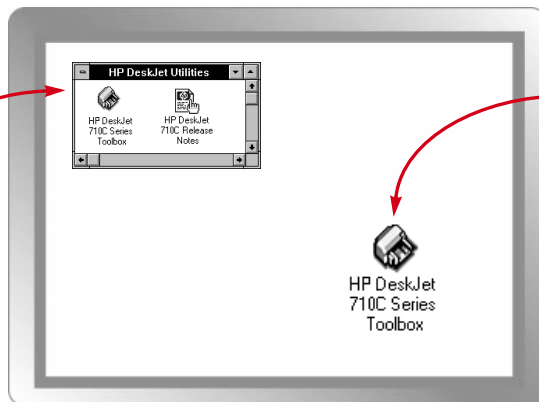 HP DeskJet Utilities
HP DeskJet
710C Series
Toolbox
HP DeskJet
710C Release
Notes
HP DeskJet
710C Series
Toolbox